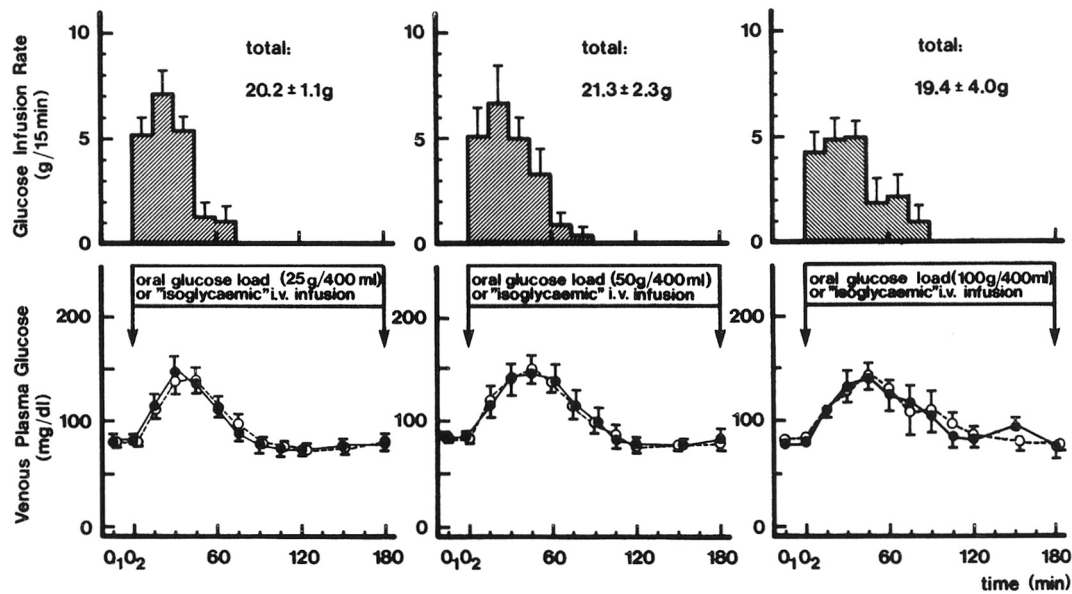 Glucose Infusion Rate
(g/15min)
10
5
0
total:
20.2 ± 1.1g
10
5
0
total:
21.3 ± 2.3g
10
5
0
total:
19.4 ± 4.0g
oral glucose load (25g/400 ml)
or "isoglycaemic" i.v. infusion
oral glucose load (50g/400ml)
or "isoglycaemic" i.v. infusion
oral glucose load (100g/400ml)
or "isoglycaemic" i.v. infusion
Venous Plasma Glucose
(mg/dl)
200
100
0
200
100
0
200
100
0
0₁0₂ 60 120 180
0₁0₂ 60 120 180
0₁0₂ 60 120 180
time (min)